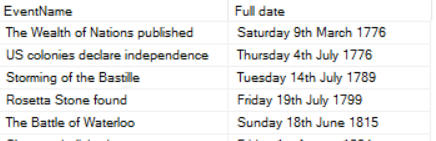 EventName Full date
The Wealth of Nations published Saturday 9th March 1776
US colonies declare independence Thursday 4th July 1776
Storming of the Bastille Tuesday 14th July 1789
Rosetta Stone found Friday 19th July 1799
The Battle of Waterloo Sunday 18th June 1815